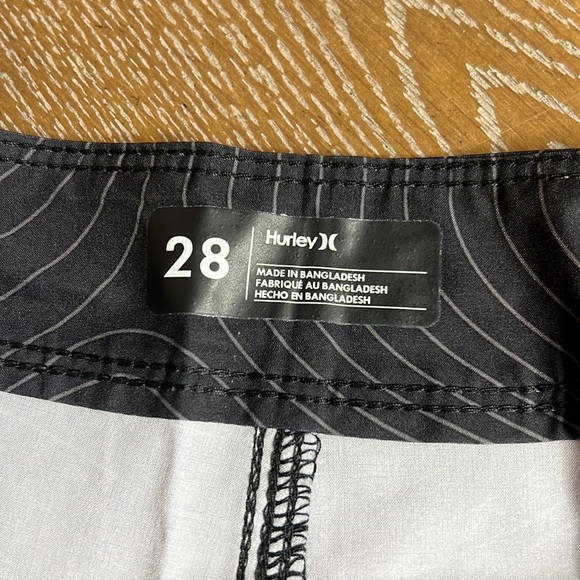 28
Hurley
MADE IN BANGLADESH
FABRIQUÉ AU BANGLADESH
HECHO EN BANGLADESH